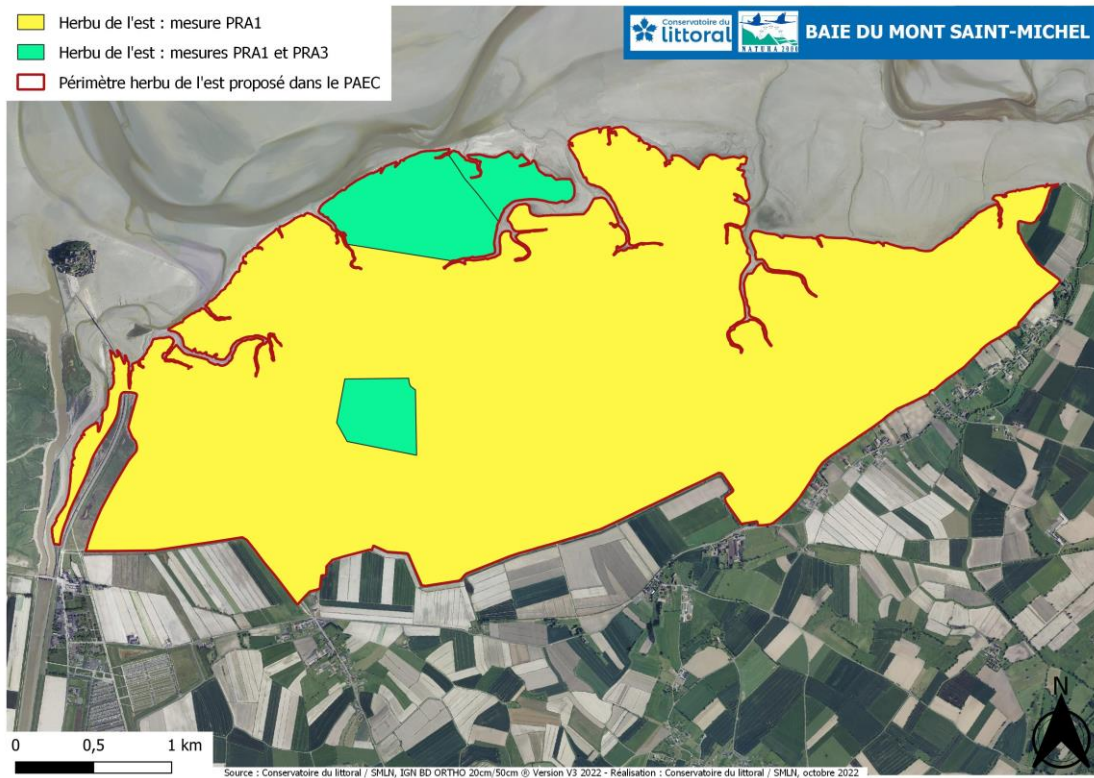 Herbu de l'est : mesure PRA1
Herbu de l'est : mesures PRA1 et PRA3
Périmètre herbu de l'est proposé dans le PAEC
Conservatoire du
littoral
NATURA 2000
BAIE DU MONT SAINT-MICHEL
N
0 0,5 1 km
Source : Conservatoire du littoral / SMLN, IGN BD ORTHO 20cm/50cm ® Version V3 2022 - Réalisation : Conservatoire du littoral / SMLN, octobre 2022